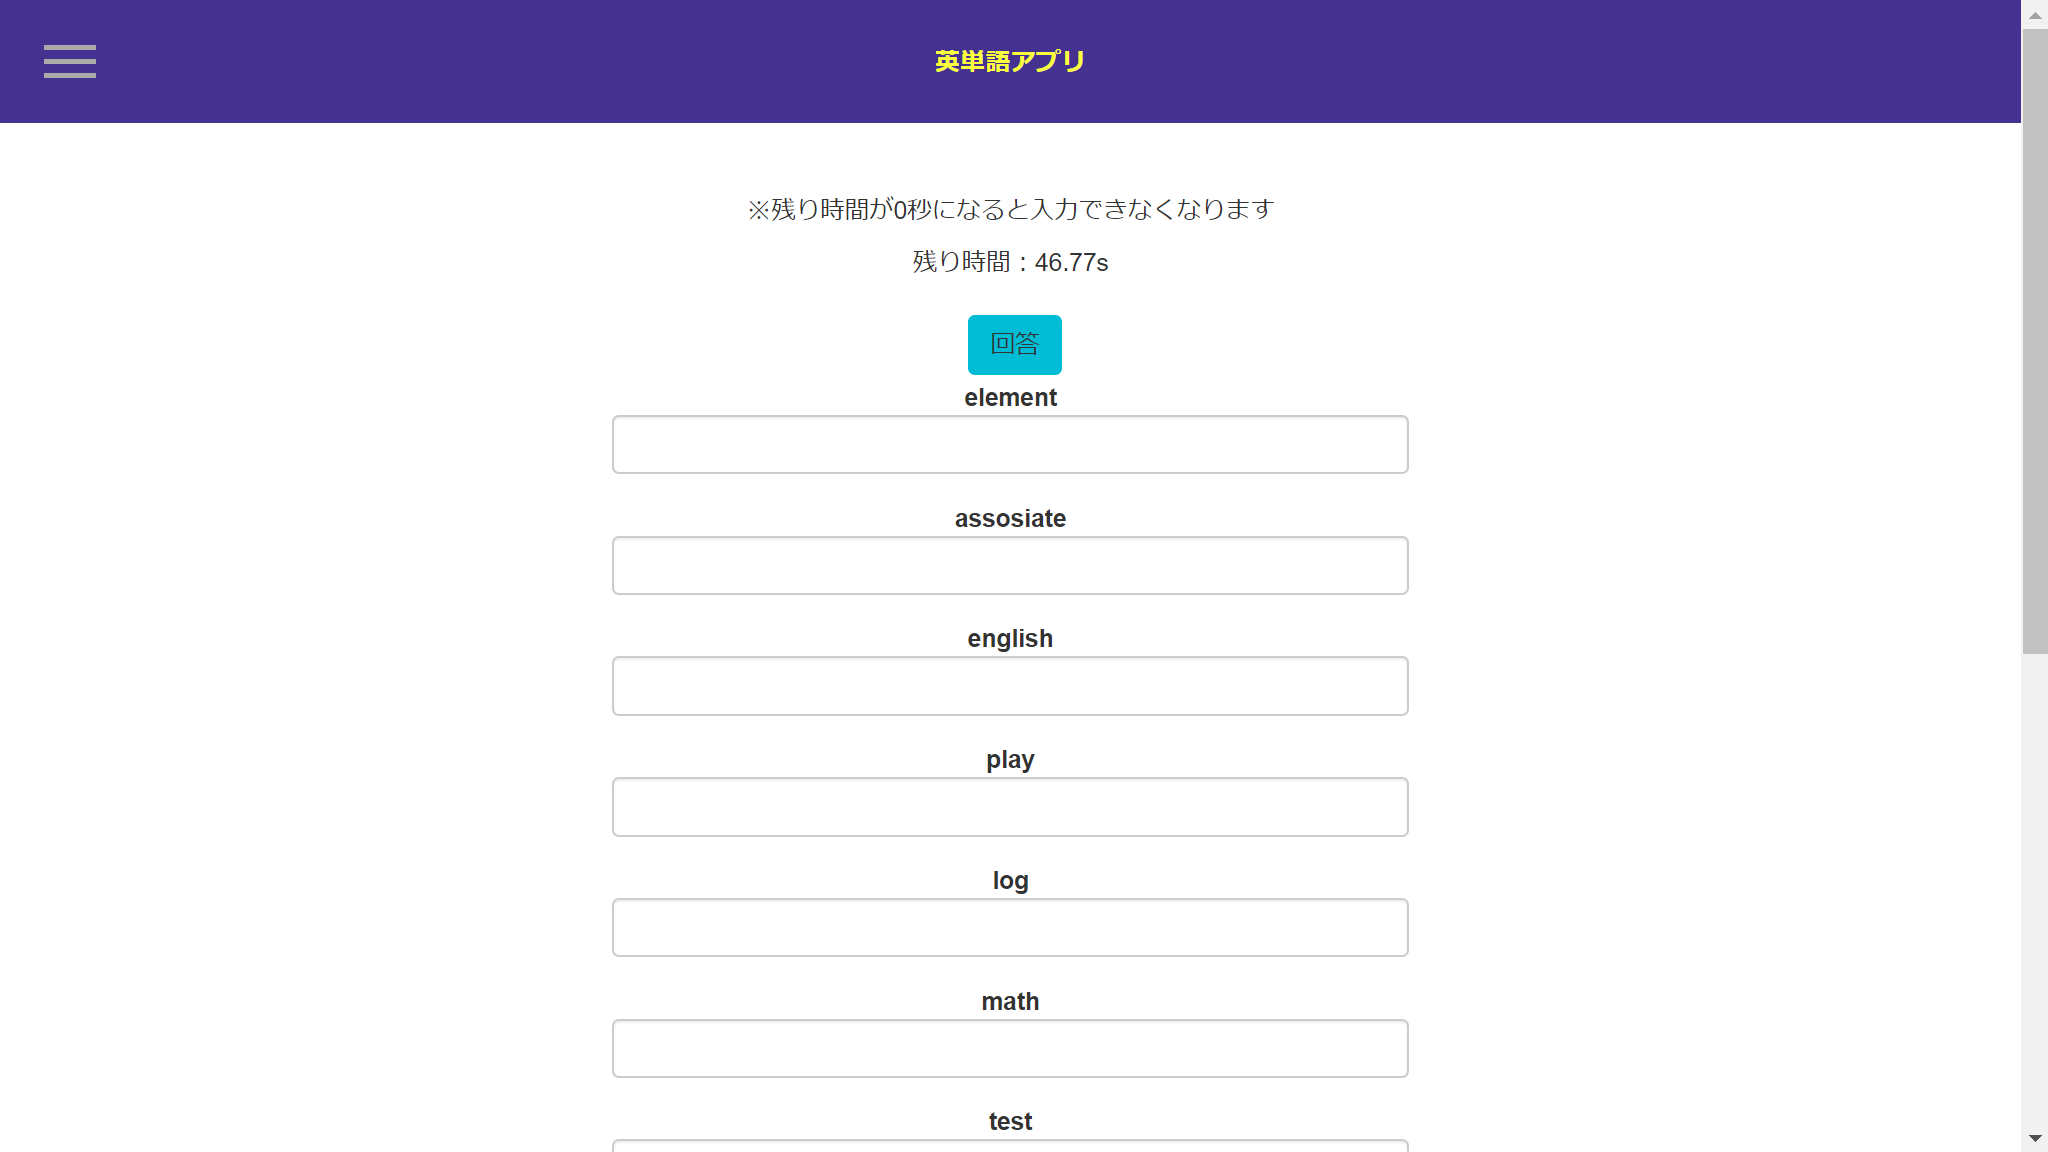 英単語アプリ
※残り時間が0秒になると入力できなくなります
残り時間：46.77s
回答
element
assosiate
english
play
log
math
test